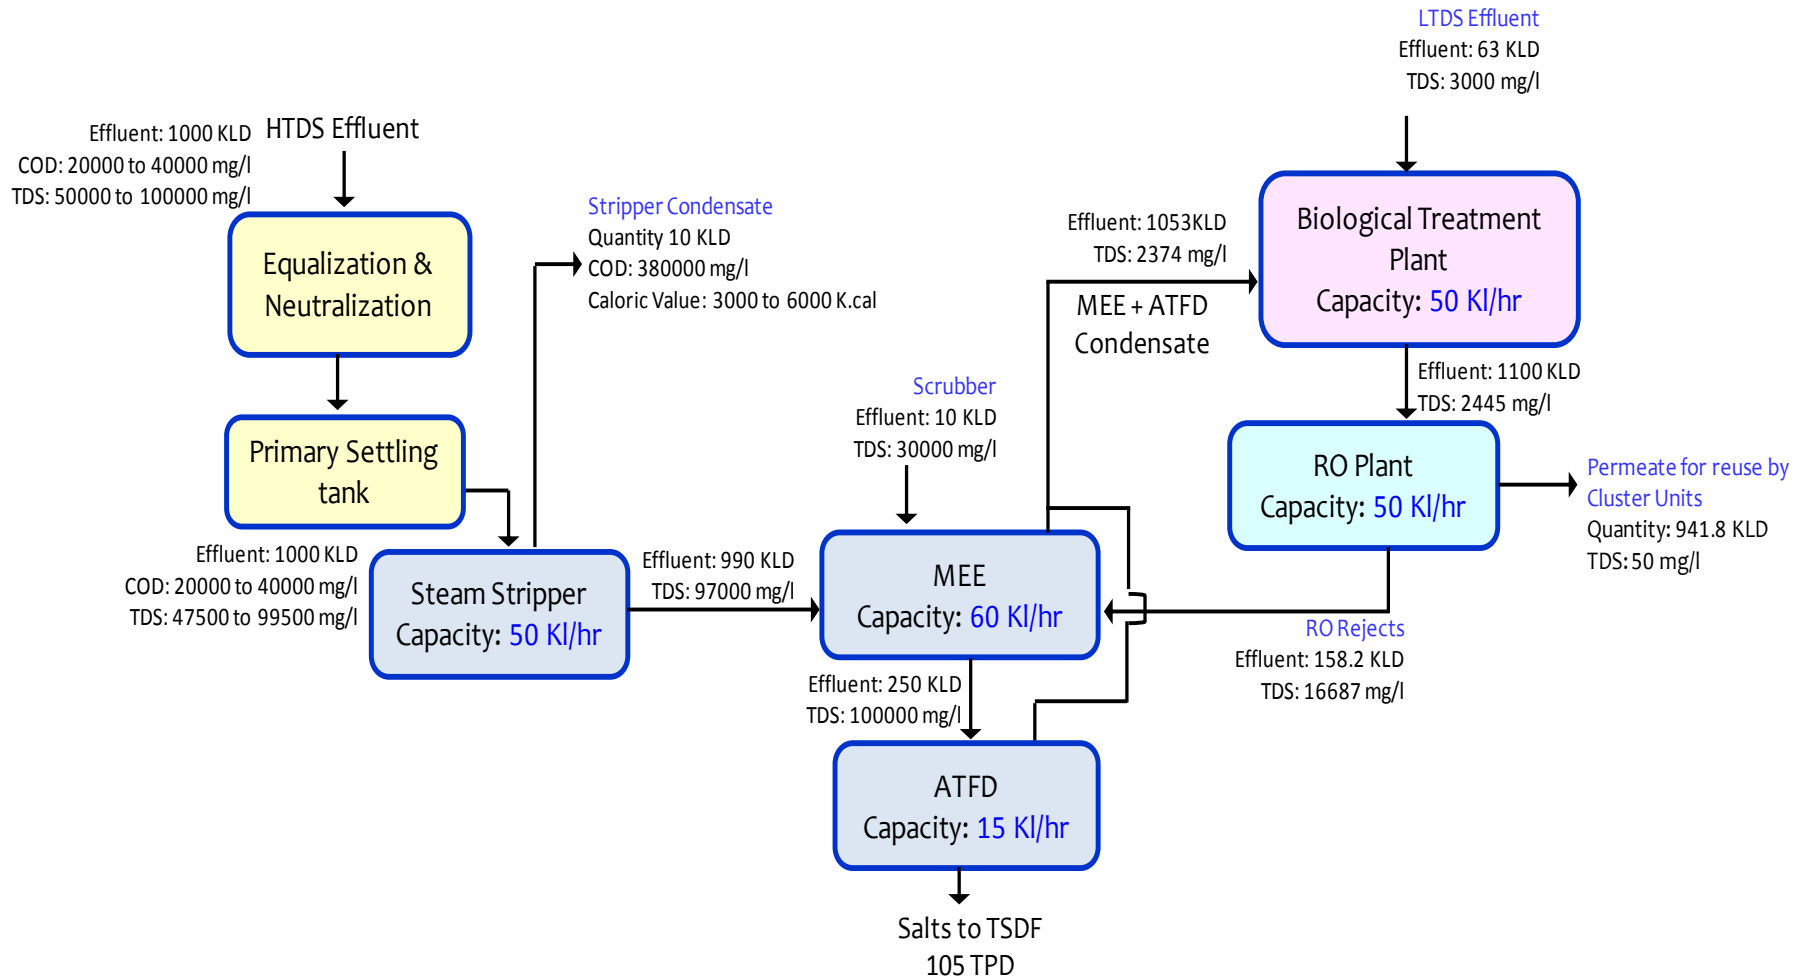 LTDS Effluent
Effluent: 63 KLD
TDS: 3000 mg/l
HTDS Effluent
Effluent: 1000 KLD
COD: 20000 to 40000 mg/l
TDS: 50000 to 100000 mg/l
Equalization &
Neutralization
Stripper Condensate
Quantity 10 KLD
COD: 380000 mg/l
Caloric Value: 3000 to 6000 K.cal
Effluent: 1053KLD
TDS: 2374 mg/l
MEE + ATFD
Condensate
Biological Treatment
Plant
Capacity: 50 Kl/hr
Effluent: 1100 KLD
TDS: 2445 mg/l
Primary Settling
tank
Scrubber
Effluent: 10 KLD
TDS: 30000 mg/l
RO Plant
Capacity: 50 Kl/hr
Permeate for reuse by
Cluster Units
Quantity: 941.8 KLD
TDS: 50 mg/l
Effluent: 1000 KLD
COD: 20000 to 40000 mg/l
TDS: 47500 to 99500 mg/l
Steam Stripper
Capacity: 50 Kl/hr
Effluent: 990 KLD
TDS: 97000 mg/l
MEE
Capacity: 60 Kl/hr
RO Rejects
Effluent: 158.2 KLD
TDS: 16687 mg/l
Effluent: 250 KLD
TDS: 100000 mg/l
ATFD
Capacity: 15 Kl/hr
Salts to TSDF
105 TPD